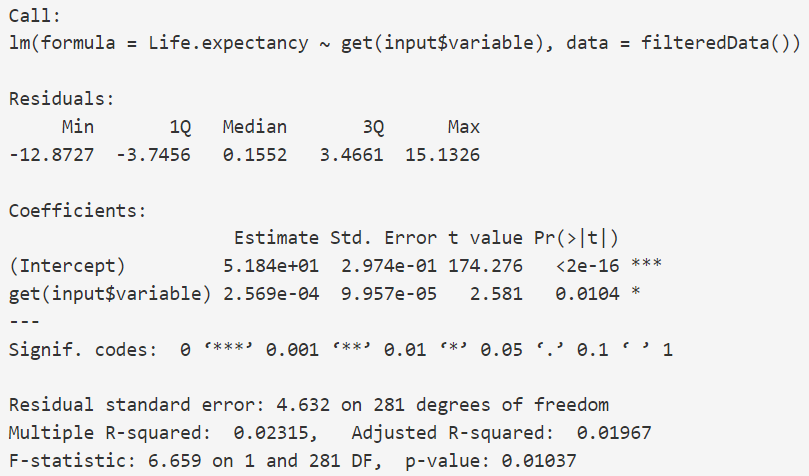 Call:
lm(formula = Life.expectancy ~ get(input$variable), data = filteredData())
Residuals:
Min 1Q Median 3Q Max
-12.8727 -3.7456 0.1552 3.4661 15.1326
Coefficients:
Estimate Std. Error t value Pr(>|t|)
(Intercept) 5.184e+01 2.974e-01 174.276 <2e-16 ***
get(input$variable) 2.569e-04 9.957e-05 2.581 0.0104 *
---
Signif. codes: 0 ‘***’ 0.001 ‘**’ 0.01 ‘*’ 0.05 ‘.’ 0.1 ‘ ’ 1
Residual standard error: 4.632 on 281 degrees of freedom
Multiple R-squared: 0.02315, Adjusted R-squared: 0.01967
F-statistic: 6.659 on 1 and 281 DF, p-value: 0.01037